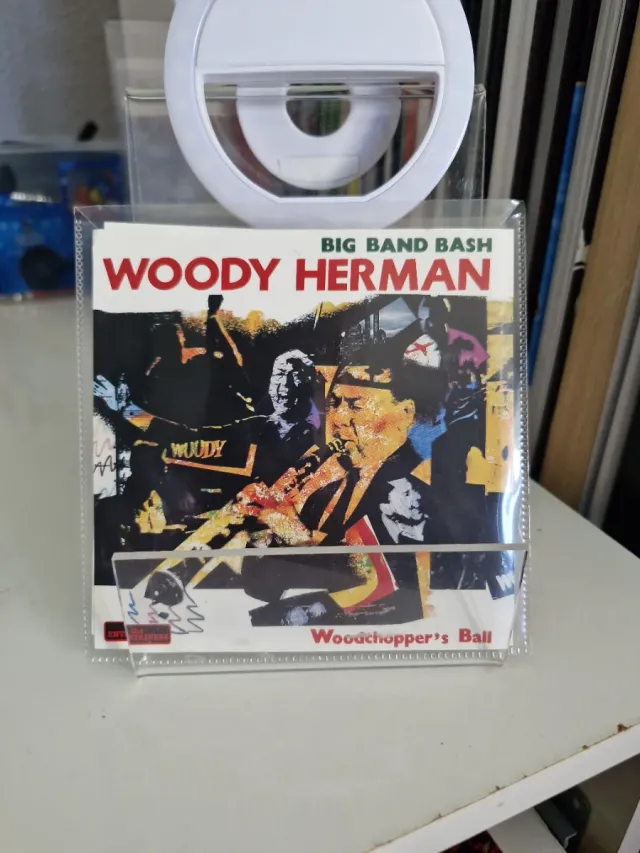 BIG BAND BASH
WOODY HERMAN
WOODY
Woodchopper's Ball